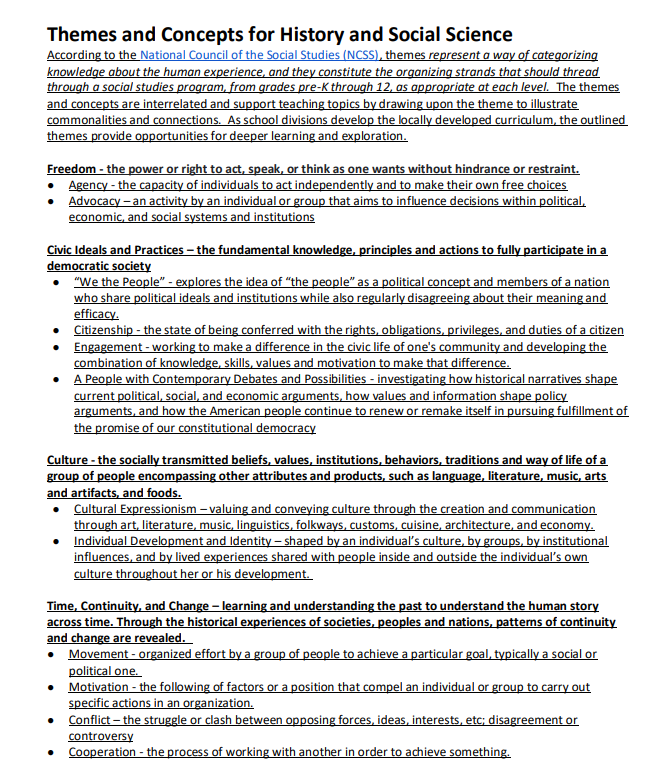 Themes and Concepts for History and Social Science
According to the National Council of the Social Studies (NCSS), themes represent a way of categorizing
knowledge about the human experience, and they constitute the organizing strands that should thread
through a social studies program, from grades pre-K through 12, as appropriate at each level.  The themes
and concepts are interrelated and support teaching topics by drawing upon the theme to illustrate
commonalities and connections.  As school divisions develop the locally developed curriculum, the outlined
themes provide opportunities for deeper learning and exploration.
Freedom - the power or right to act, speak, or think as one wants without hindrance or restraint.
● Agency - the capacity of individuals to act independently and to make their own free choices
● Advocacy – an activity by an individual or group that aims to influence decisions within political,
economic, and social systems and institutions
Civic Ideals and Practices – the fundamental knowledge, principles and actions to fully participate in a
democratic society
● “We the People” - explores the idea of “the people” as a political concept and members of a nation
who share political ideals and institutions while also regularly disagreeing about their meaning and
efficacy.
● Citizenship - the state of being conferred with the rights, obligations, privileges, and duties of a citizen
● Engagement - working to make a difference in the civic life of one's community and developing the
combination of knowledge, skills, values and motivation to make that difference.
● A People with Contemporary Debates and Possibilities - investigating how historical narratives shape
current political, social, and economic arguments, how values and information shape policy
arguments, and how the American people continue to renew or remake itself in pursuing fulfillment of
the promise of our constitutional democracy
Culture - the socially transmitted beliefs, values, institutions, behaviors, traditions and way of life of a
group of people encompassing other attributes and products, such as language, literature, music, arts
and artifacts, and foods.
● Cultural Expressionism – valuing and conveying culture through the creation and communication
through art, literature, music, linguistics, folkways, customs, cuisine, architecture, and economy.
● Individual Development and Identity – shaped by an individual’s culture, by groups, by institutional
influences, and by lived experiences shared with people inside and outside the individual’s own
culture throughout her or his development.
Time, Continuity, and Change – learning and understanding the past to understand the human story
across time. Through the historical experiences of societies, peoples and nations, patterns of continuity
and change are revealed.
● Movement - organized effort by a group of people to achieve a particular goal, typically a social or
political one.
● Motivation - the following of factors or a position that compel an individual or group to carry out
specific actions in an organization.
● Conflict – the struggle or clash between opposing forces, ideas, interests, etc; disagreement or
controversy
● Cooperation - the process of working with another in order to achieve something.